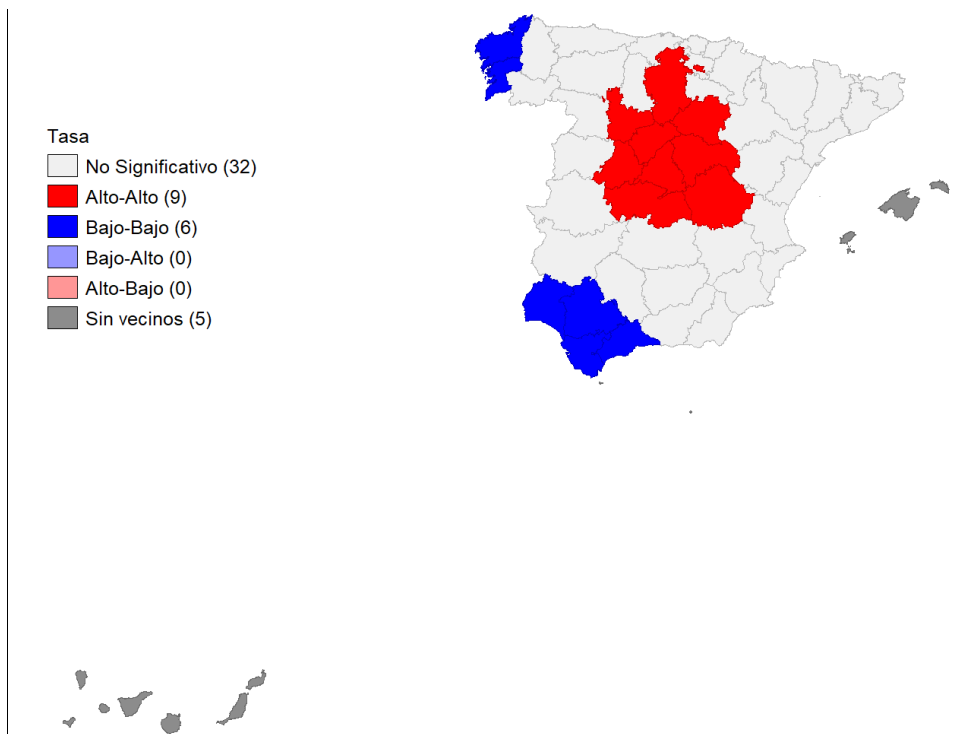 Tasa
No Significativo (32)
Alto-Alto (9)
Bajo-Bajo (6)
Bajo-Alto (0)
Alto-Bajo (0)
Sin vecinos (5)